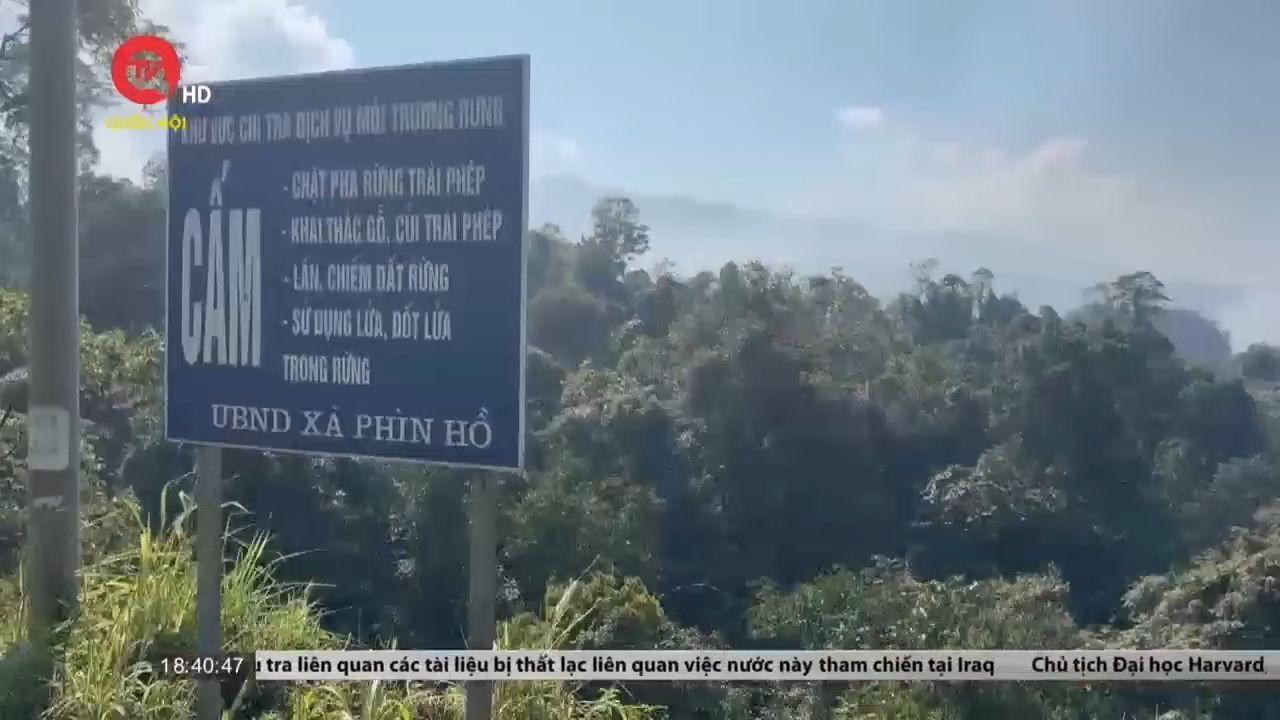 HD
QUỐC HỘI
KHU VỰC CHI TRẢ DỊCH VỤ MÔI TRƯỜNG RỪNG
CẤM
- CHẶT PHÁ RỪNG TRÁI PHÉP
- KHAI THÁC GỖ, CỦI TRÁI PHÉP
- LẤN, CHIẾM ĐẤT RỪNG
- SỬ DỤNG LỬA, ĐỐT LỬA
TRONG RỪNG
UBND XÃ PHÌN HỒ
18:40:47 tra liên quan các tài liệu bị thất lạc liên quan việc nước này tham chiến tại Iraq Chủ tịch Đại học Harvard,